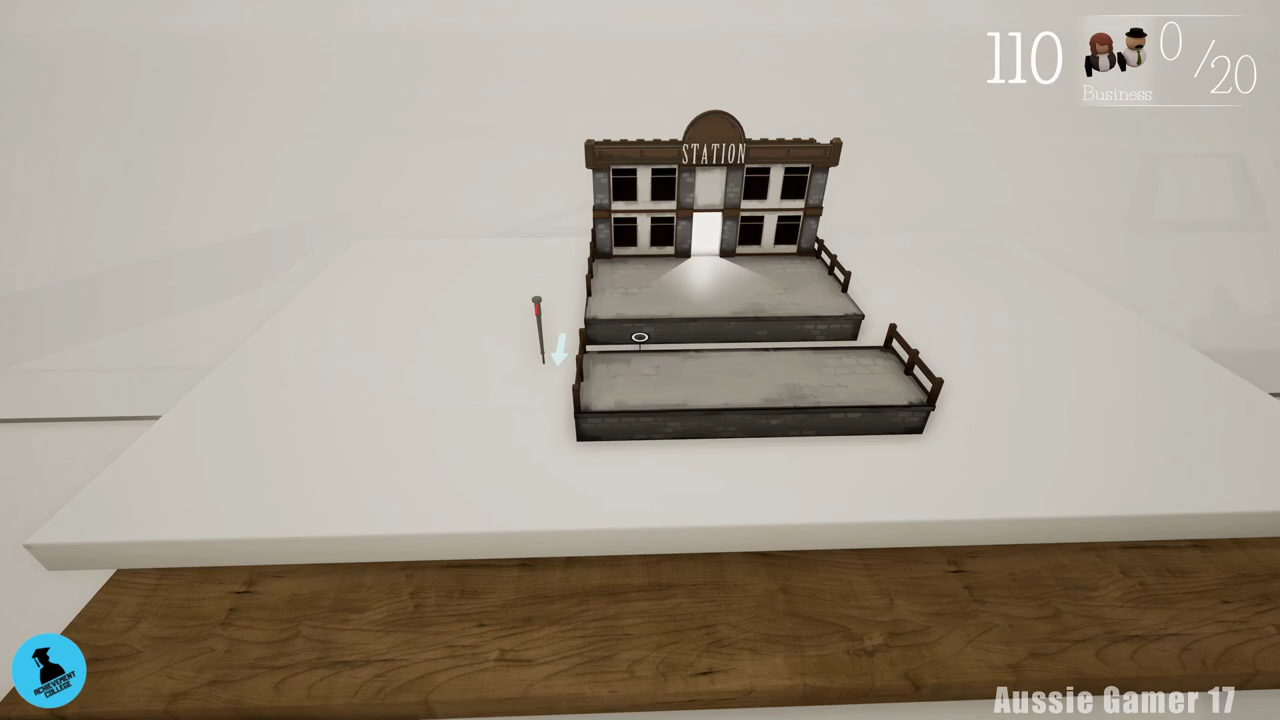 110
0/20
Business
STATION
ACHIEVEMENT
COLLEGE
Aussie Gamer 17